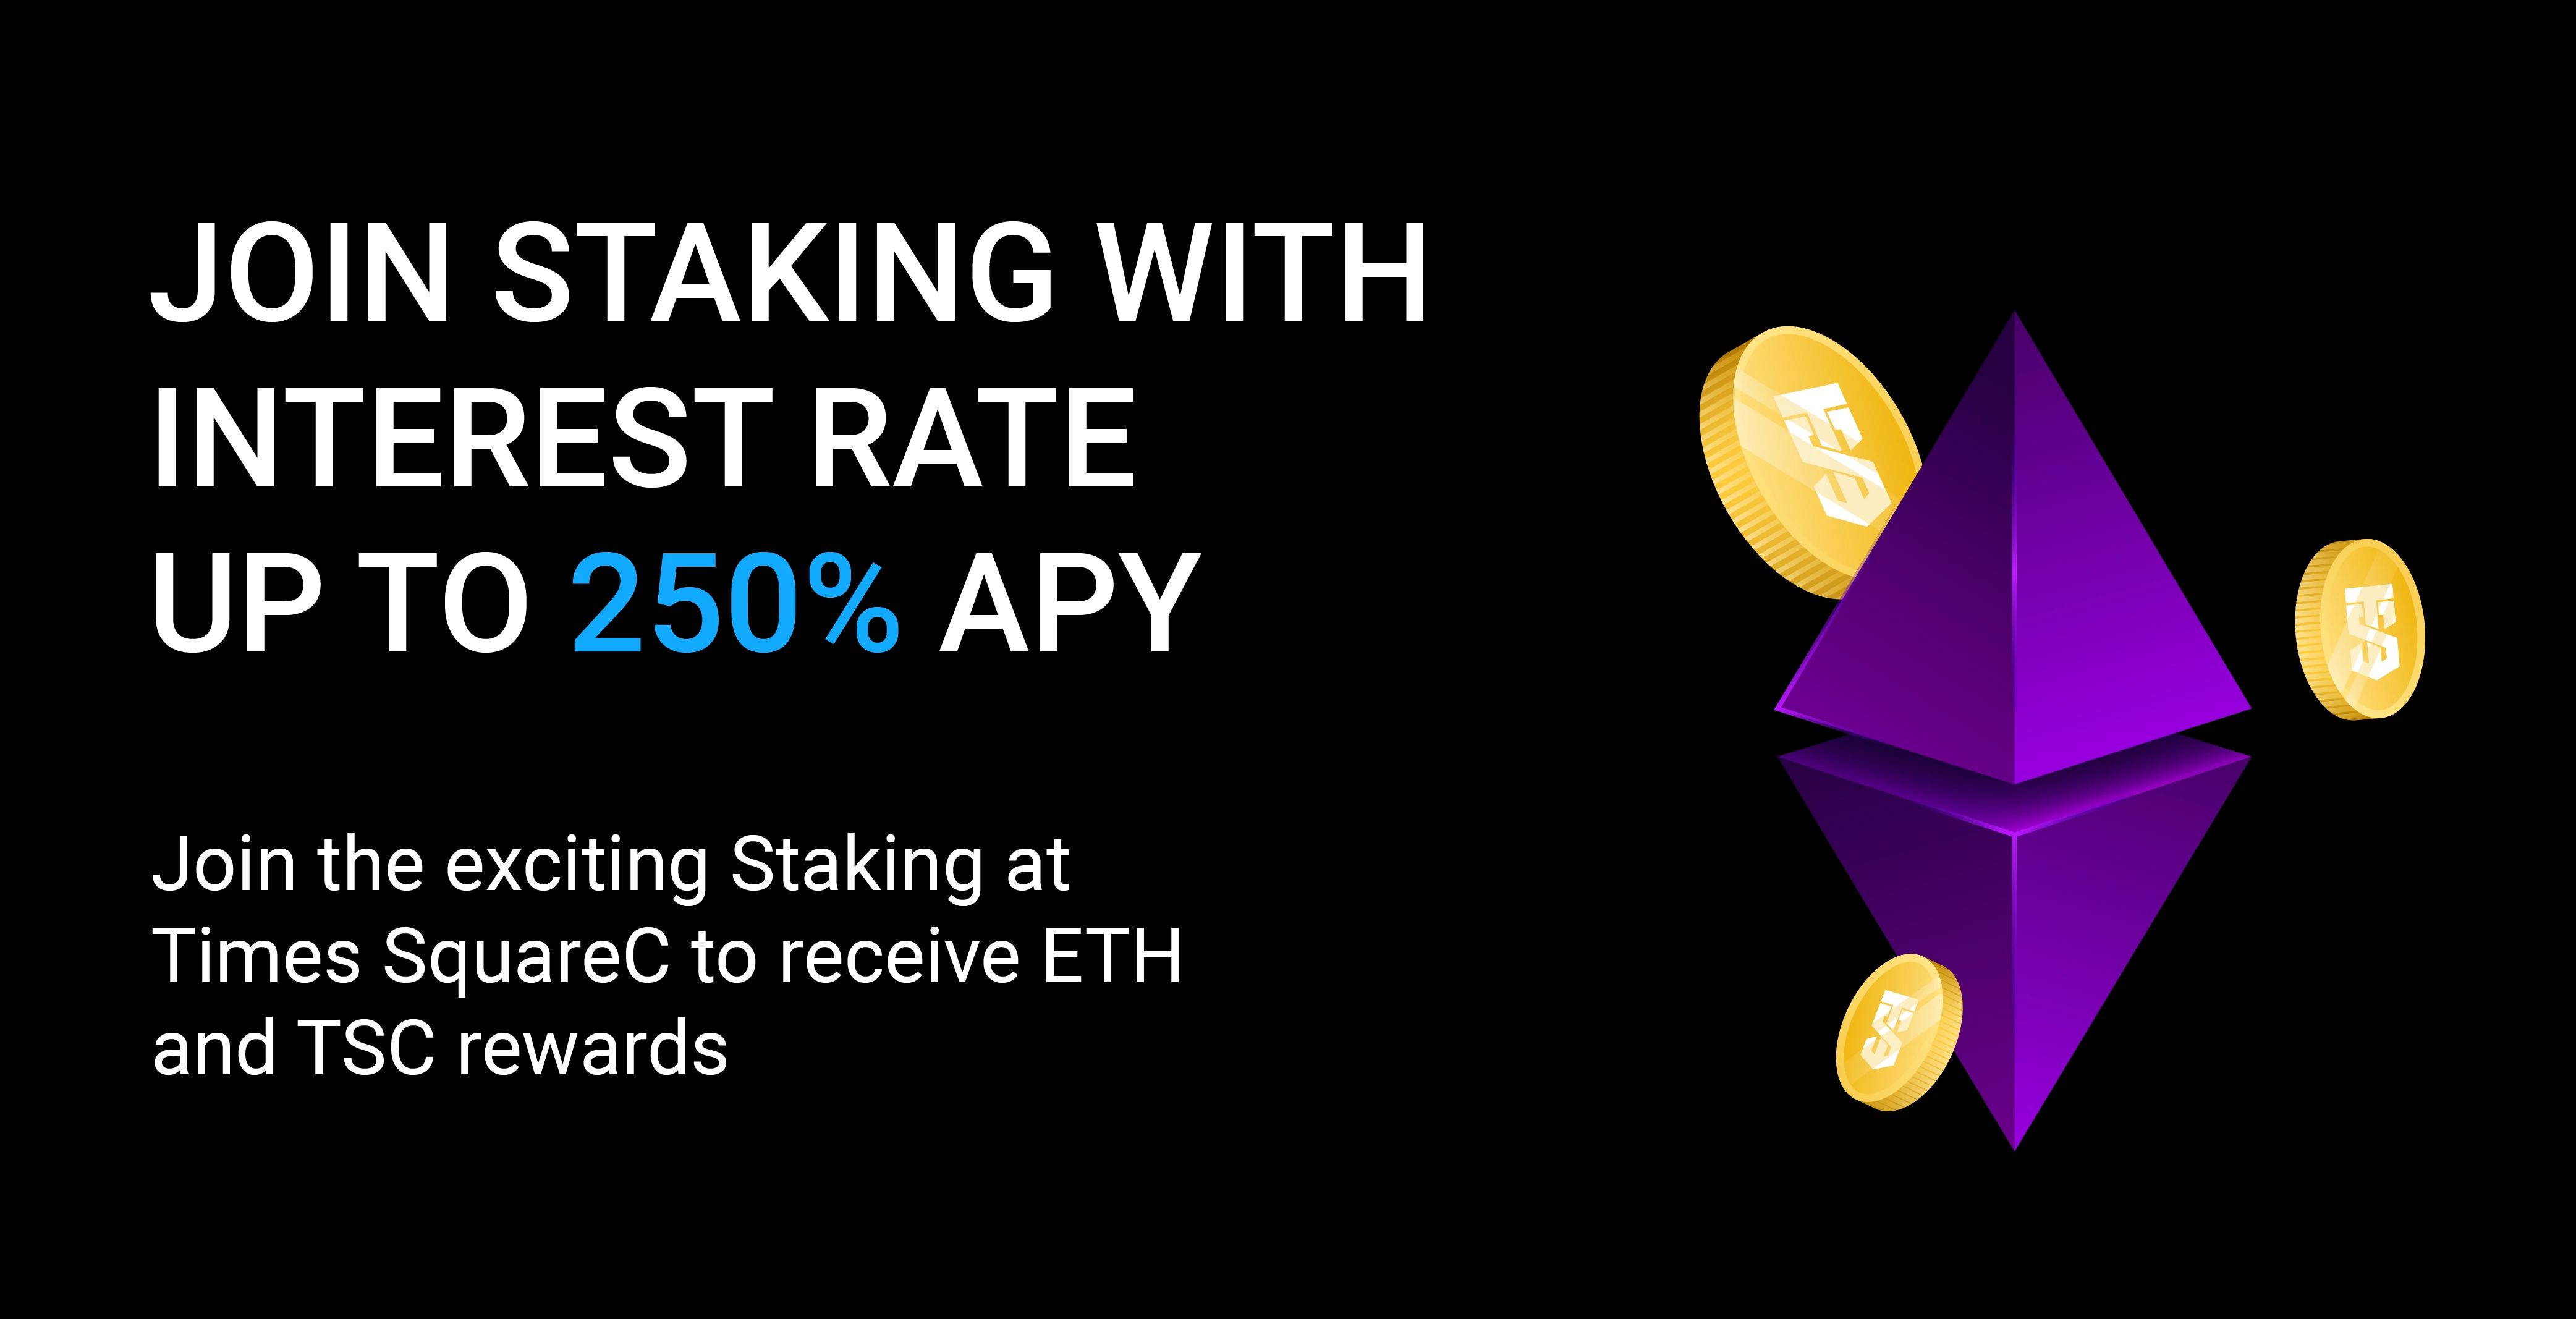 JOIN STAKING WITH
INTEREST RATE
UP TO 250% APY
Join the exciting Staking at
Times SquareC to receive ETH
and TSC rewards